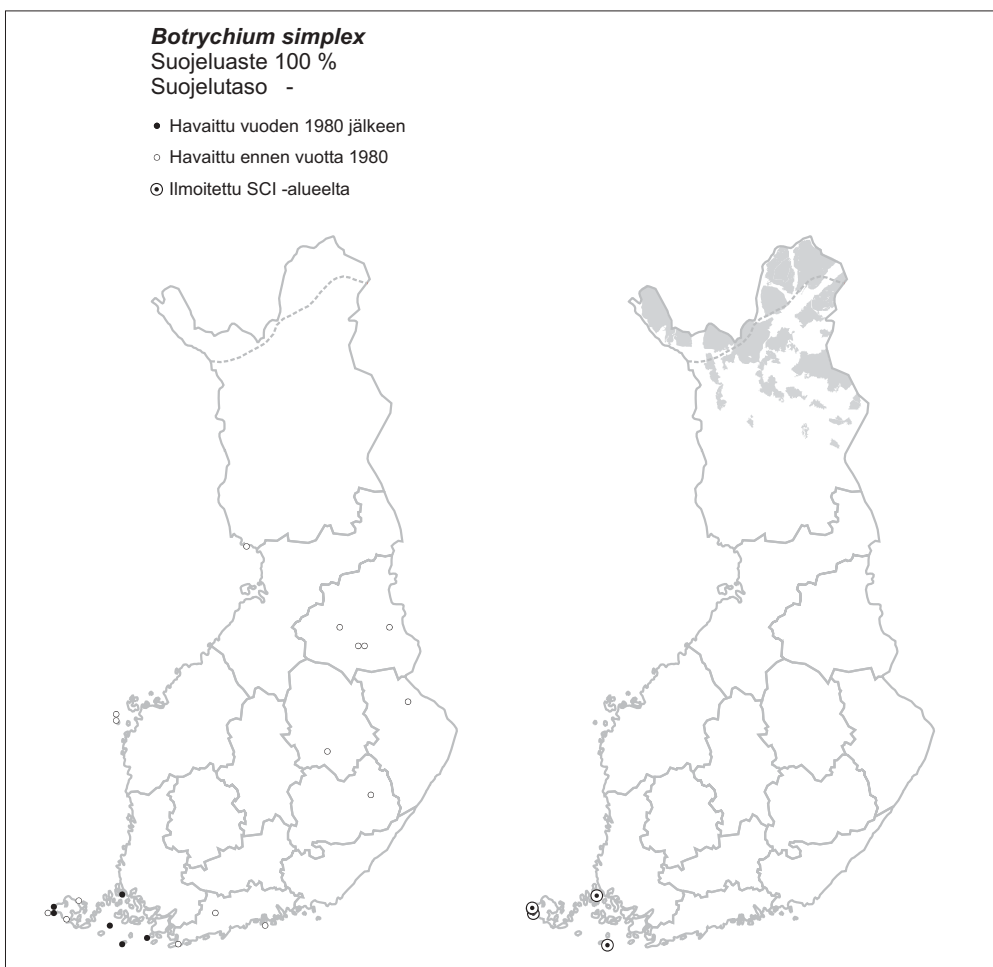 Botrychium simplex
Suojeluaste 100 %
Suojelutaso -
Havaittu vuoden 1980 jälkeen
Havaittu ennen vuotta 1980
Ilmoitettu SCI -alueelta